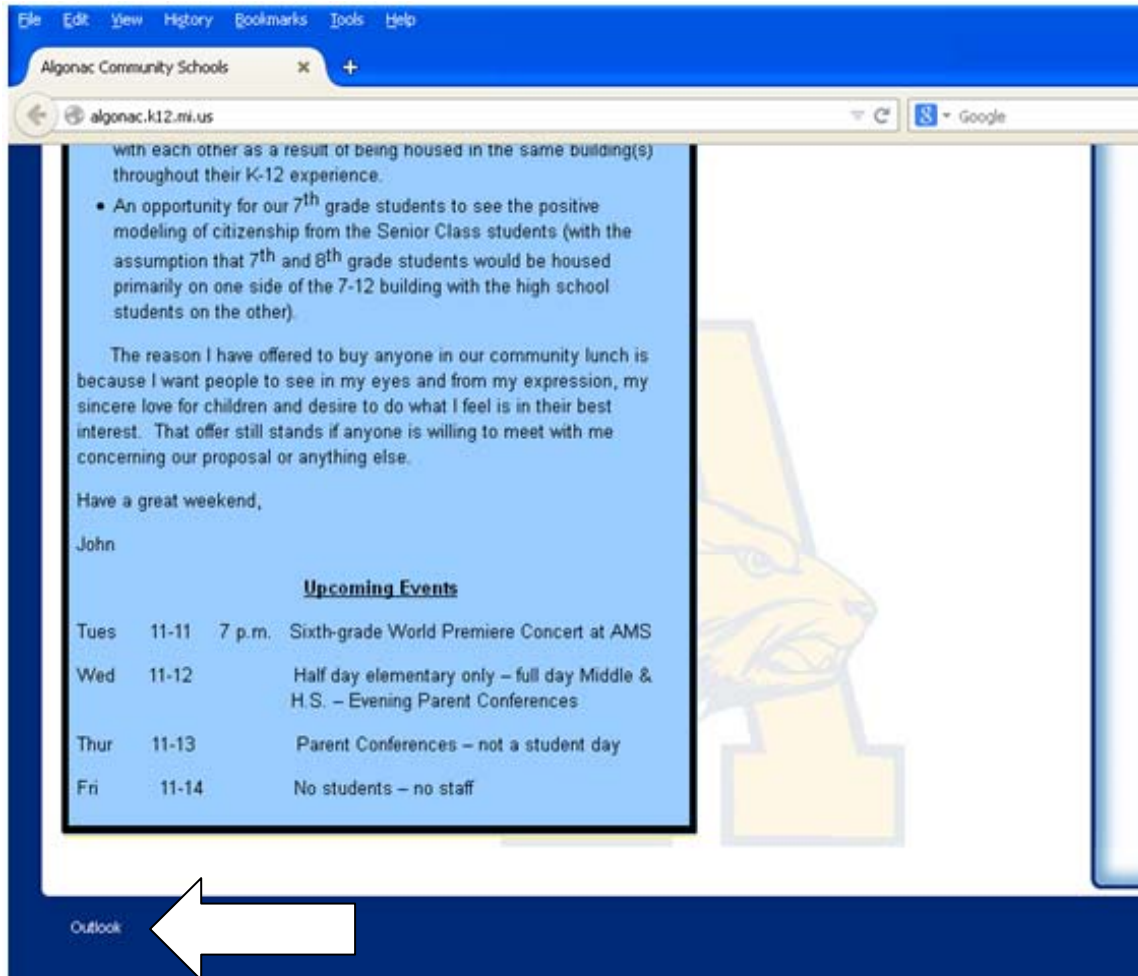 File Edit View History Bookmarks Tools Help
Algonac Community Schools
algonac.k12.mi.us
Google
with each other as a result of being housed in the same building(s)
throughout their K-12 experience.
• An opportunity for our 7th grade students to see the positive
modeling of citizenship from the Senior Class students (with the
assumption that 7th and 8th grade students would be housed
primarily on one side of the 7-12 building with the high school
students on the other).
The reason I have offered to buy anyone in our community lunch is
because I want people to see in my eyes and from my expression, my
sincere love for children and desire to do what I feel is in their best
interest. That offer still stands if anyone is willing to meet with me
concerning our proposal or anything else.
Have a great weekend,
John
Upcoming Events
Tues 11-11 7 p.m. Sixth-grade World Premiere Concert at AMS
Wed 11-12 Half day elementary only – full day Middle &
H.S. – Evening Parent Conferences
Thur 11-13 Parent Conferences – not a student day
Fri 11-14 No students – no staff
Outlook